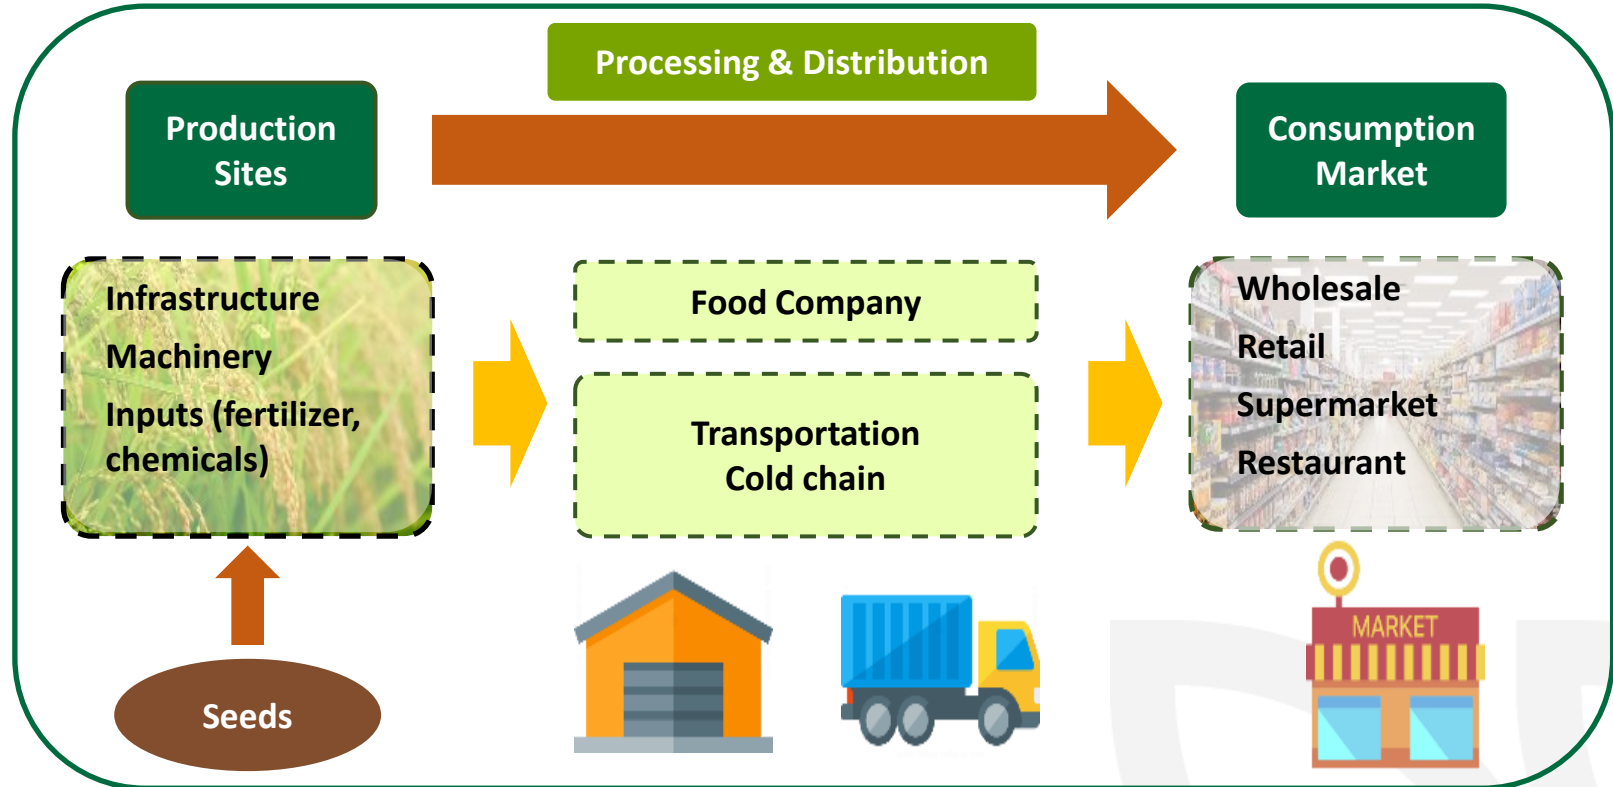 Processing & Distribution
Production
Sites
Consumption
Market
Infrastructure
Machinery
Inputs (fertilizer,
chemicals)
Food Company
Transportation
Cold chain
Wholesale
Retail
Supermarket
Restaurant
Seeds
MARKET